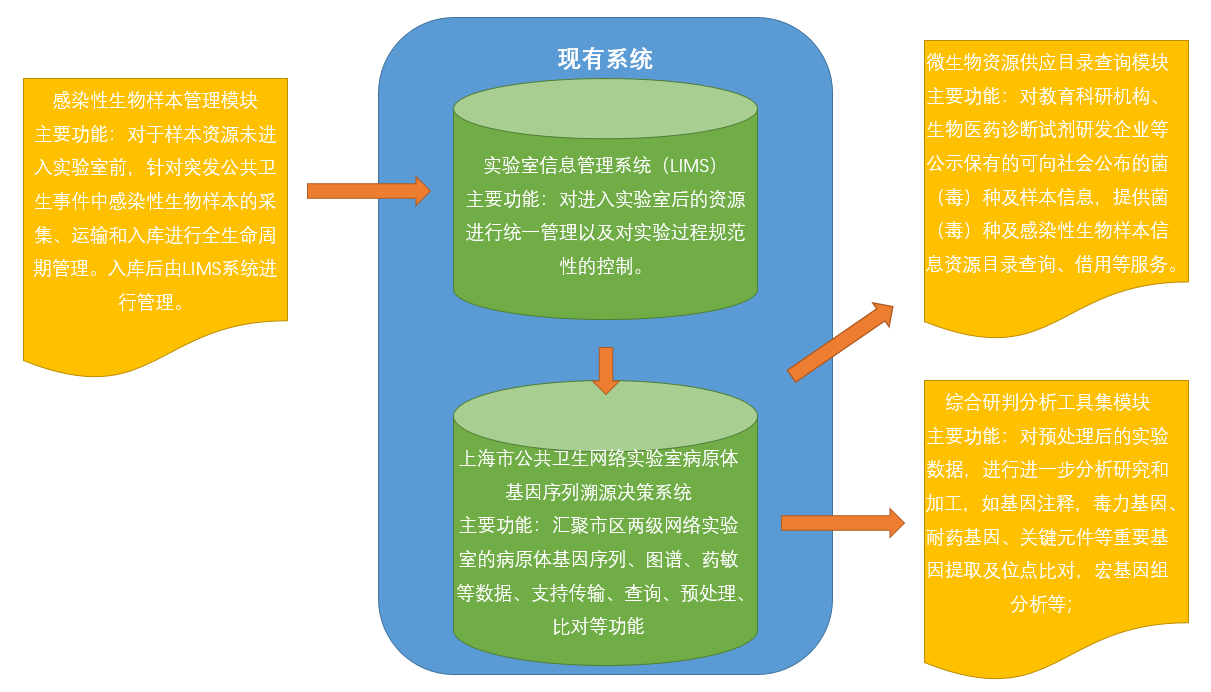 感染性生物样本管理模块
主要功能：对于样本资源未进
入实验室前，针对突发公共卫
生事件中感染性生物样本的采
集、运输和入库进行全生命周
期管理。入库后由LIMS系统进
行管理。
现有系统
实验室信息管理系统（LIMS）
主要功能：对进入实验室后的资源
进行统一管理以及对实验过程规范
性的控制。
上海市公共卫生网络实验室病原体
基因序列溯源决策系统
主要功能：汇聚市区两级网络实验
室的病原体基因序列、图谱、药敏
等数据、支持传输、查询、预处理、
比对等功能
微生物资源供应目录查询模块
主要功能：对教育科研机构、
生物医药诊断试剂研发企业等
公示保有的可向社会公布的菌
（毒）种及样本信息，提供菌
（毒）种及感染性生物样本信
息资源目录查询、借用等服务。
综合研判分析工具集模块
主要功能：对预处理后的实验
数据，进行进一步分析研究和
加工，如基因注释，毒力基因、
耐药基因、关键元件等重要基
因提取及位点比对，宏基因组
分析等；